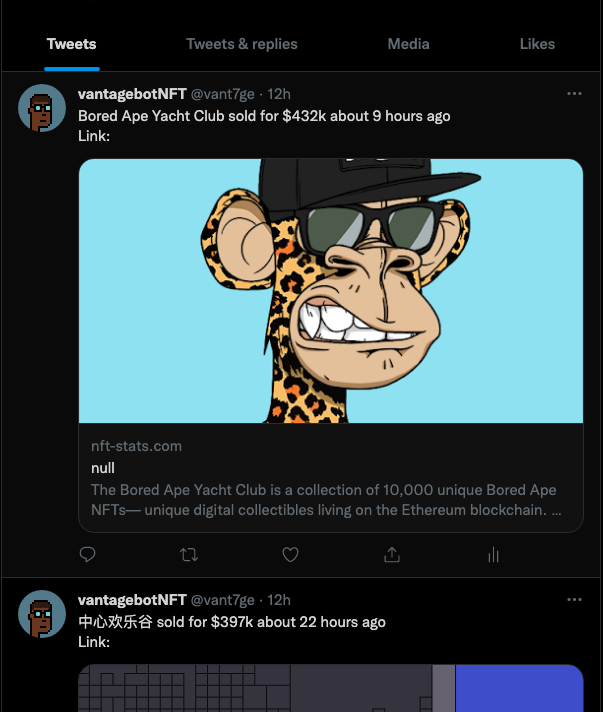 Tweets
Tweets & replies
Media
Likes
vantagebotNFT @vant7ge · 12h
Bored Ape Yacht Club sold for $432k about 9 hours ago
Link:
nft-stats.com
null
The Bored Ape Yacht Club is a collection of 10,000 unique Bored Ape
NFTs— unique digital collectibles living on the Ethereum blockchain. ...
vantagebotNFT @vant7ge · 12h
中心欢乐谷 sold for $397k about 22 hours ago
Link: